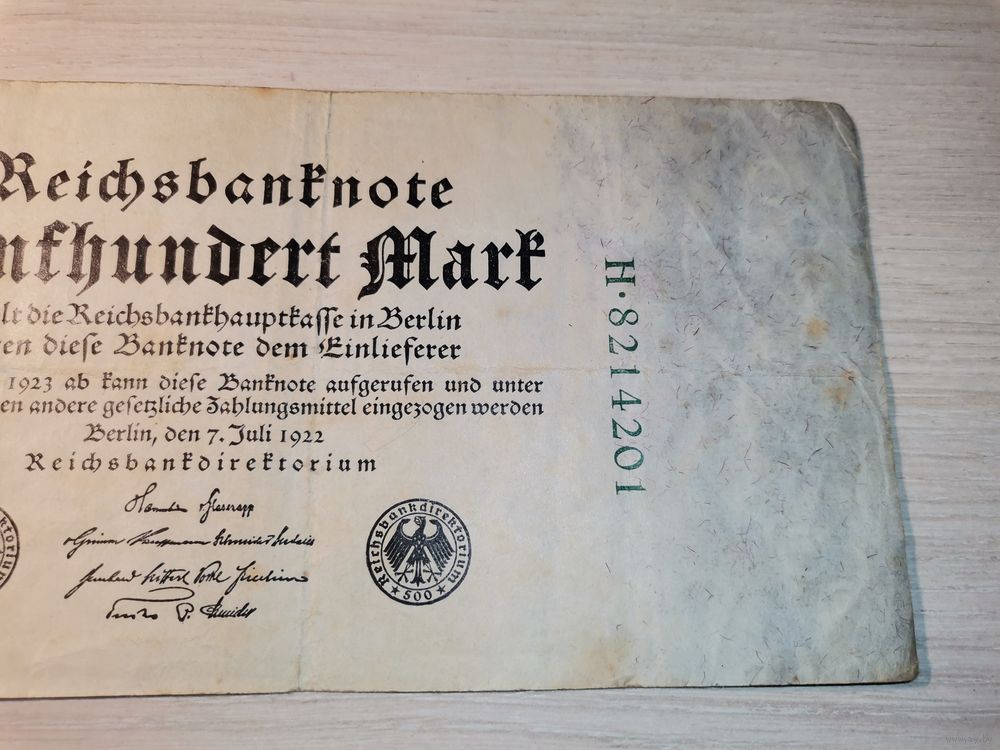 Reichsbanknote
nfhundert Mark
lt die Reichsbankhauptkasse in Berlin
en diese Banknote dem Einlieferer
1923 ab kann diese Banknote aufgerufen und unter
en andere gesetzliche Zahlungsmittel eingezogen werden
Berlin, den 7. Juli 1922
Reichsbankdirektorium
Reichsbankdirektorium
★ 500 ★
H·8214201